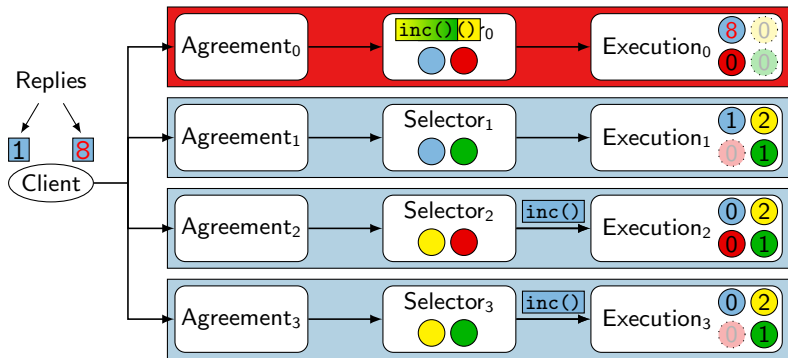 Replies
1 8
Client
Agreement₀
inc() ()r₀
Execution₀
8 0
0 0
Agreement₁
Selector₁
Execution₁
1 2
0 1
Agreement₂
Selector₂
inc()
Execution₂
0 2
0 1
Agreement₃
Selector₃
inc()
Execution₃
0 2
0 1